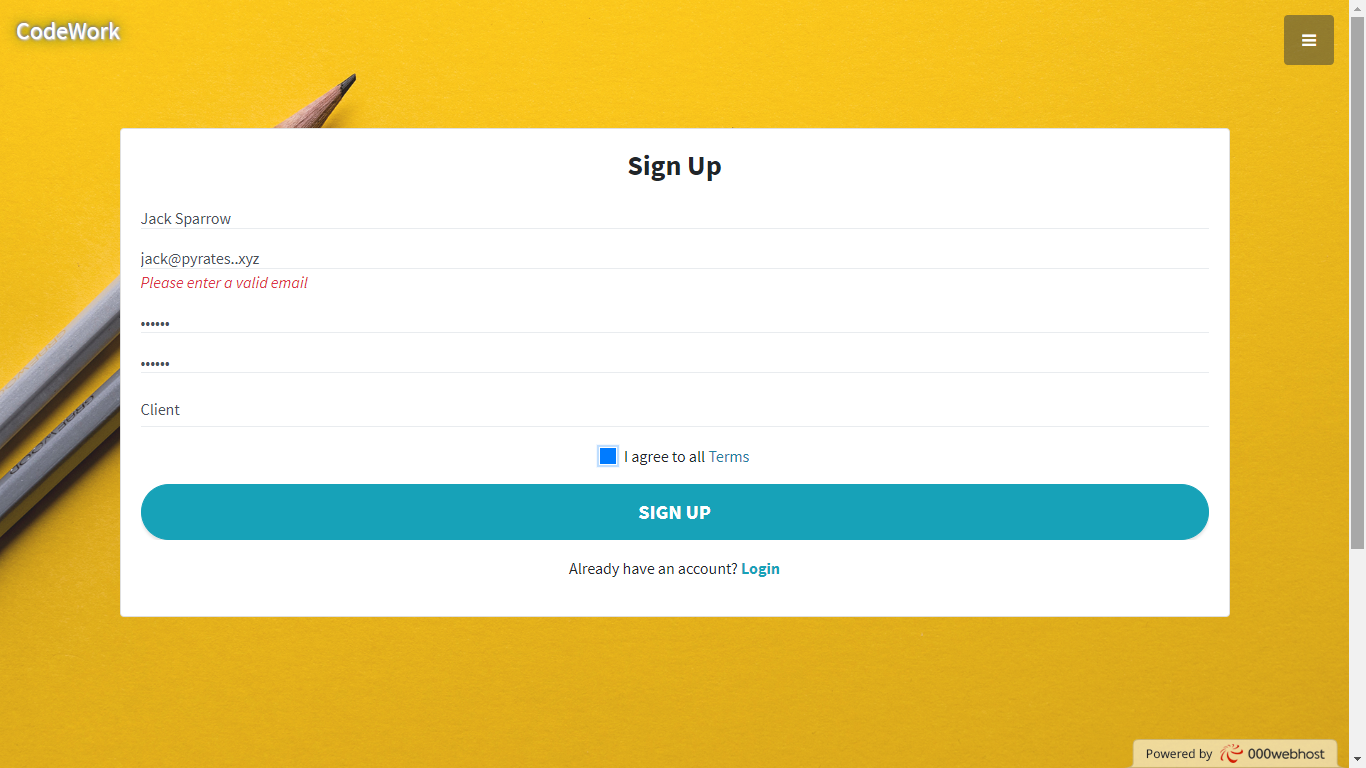 CodeWork
Sign Up
Jack Sparrow
jack@pyrates..xyz
Please enter a valid email
••••••
••••••
Client
I agree to all Terms
SIGN UP
Already have an account? Login
Powered by 000webhost